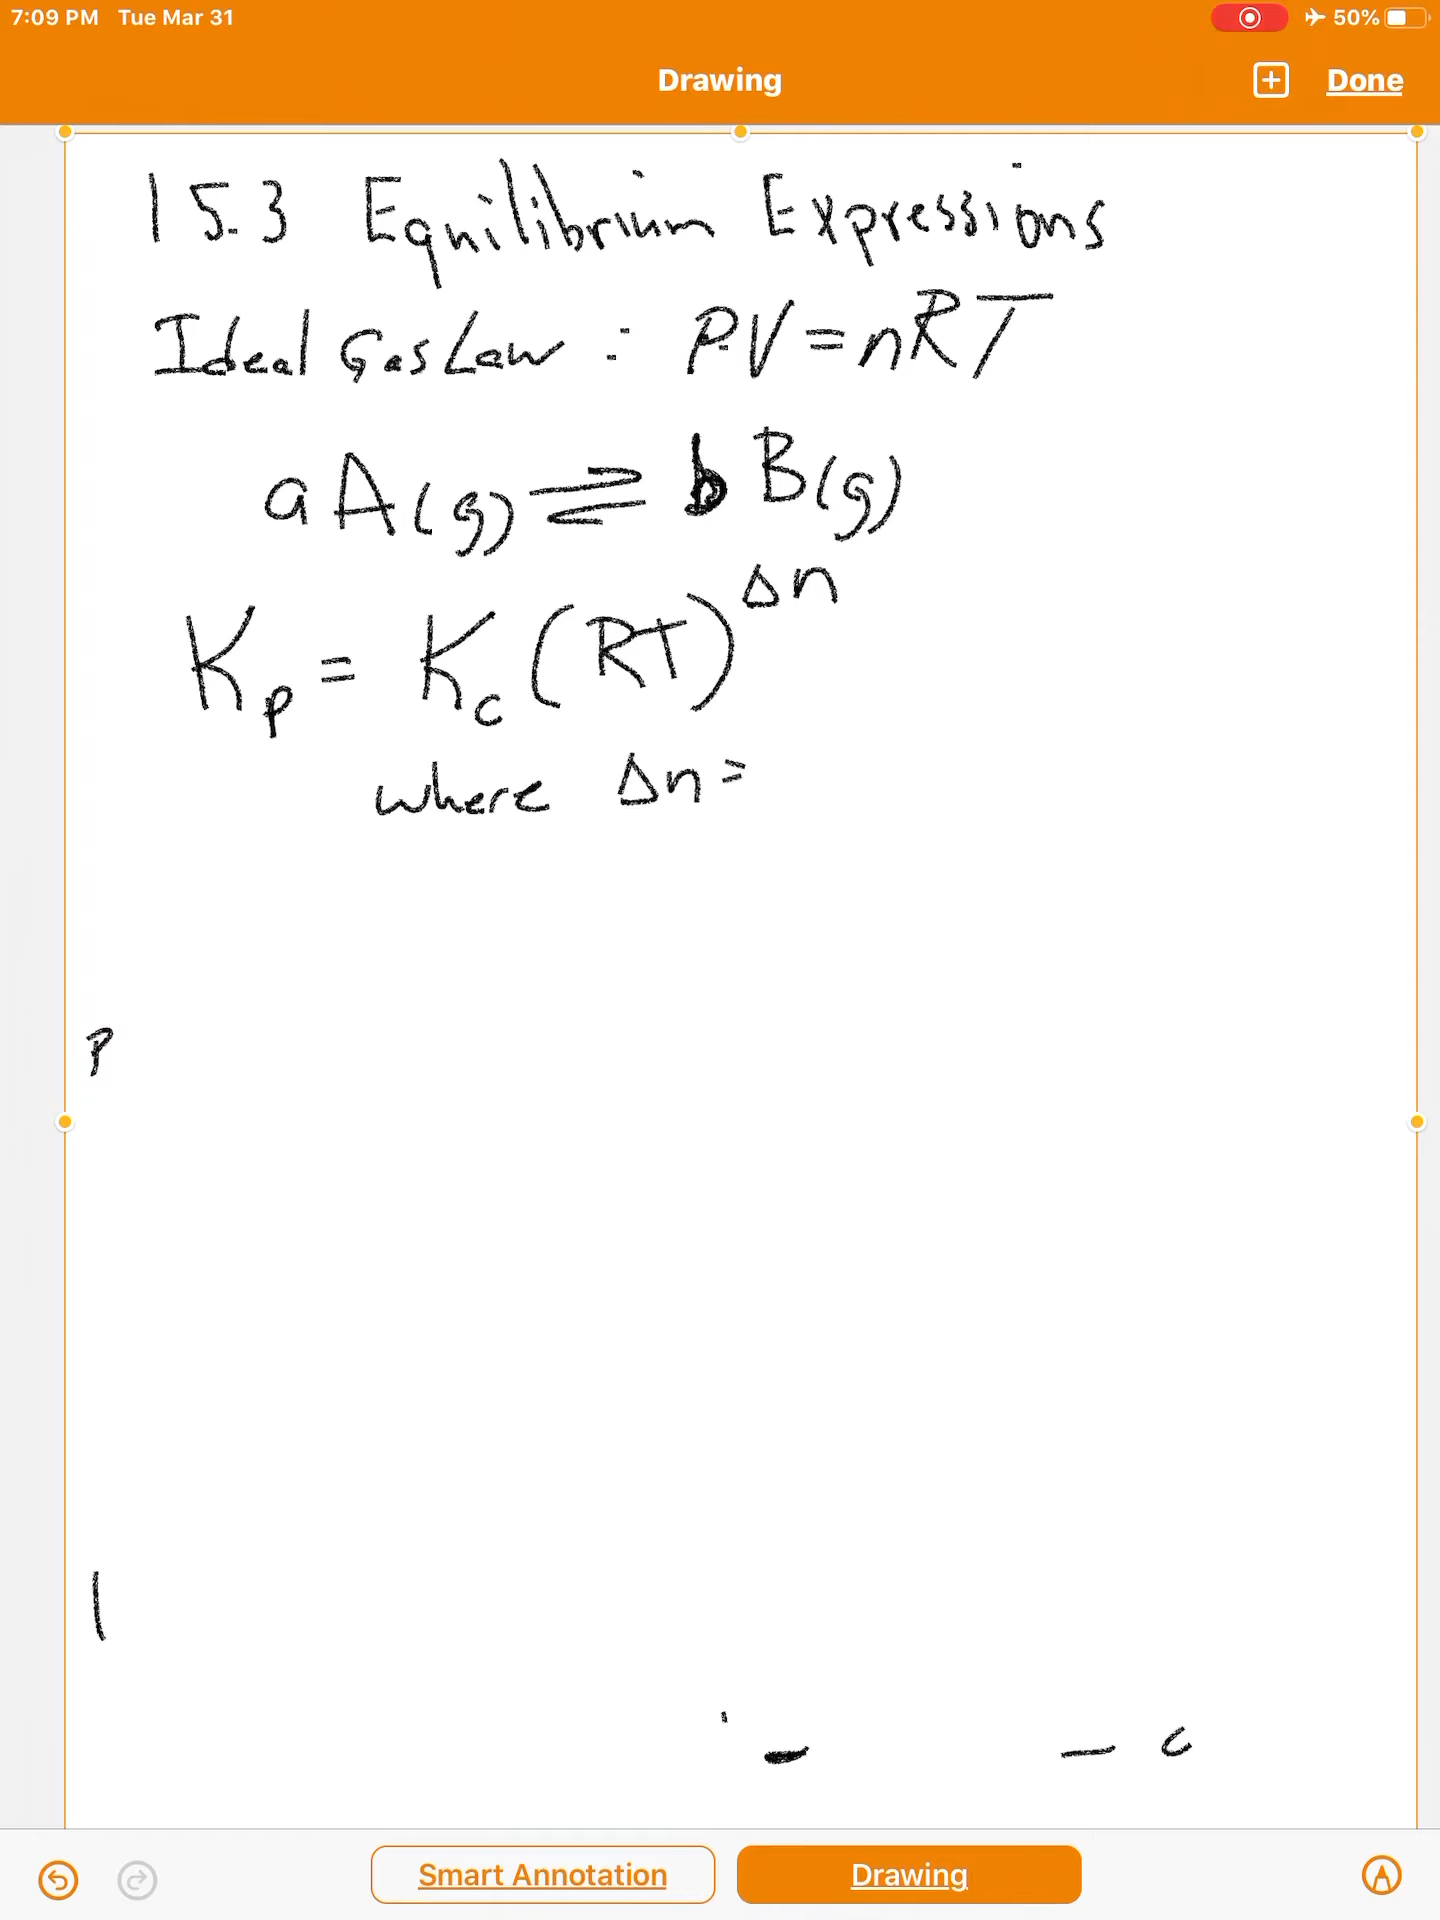 7:09 PM Tue Mar 31 50%
Drawing Done
15.3 Equilibrium Expressions
Ideal Gas Law : PV = nRT
aA(g) ⇌ bB(g)
Kp = Kc (RT)^Δn
where Δn =
P
|
- - c
Smart Annotation Drawing